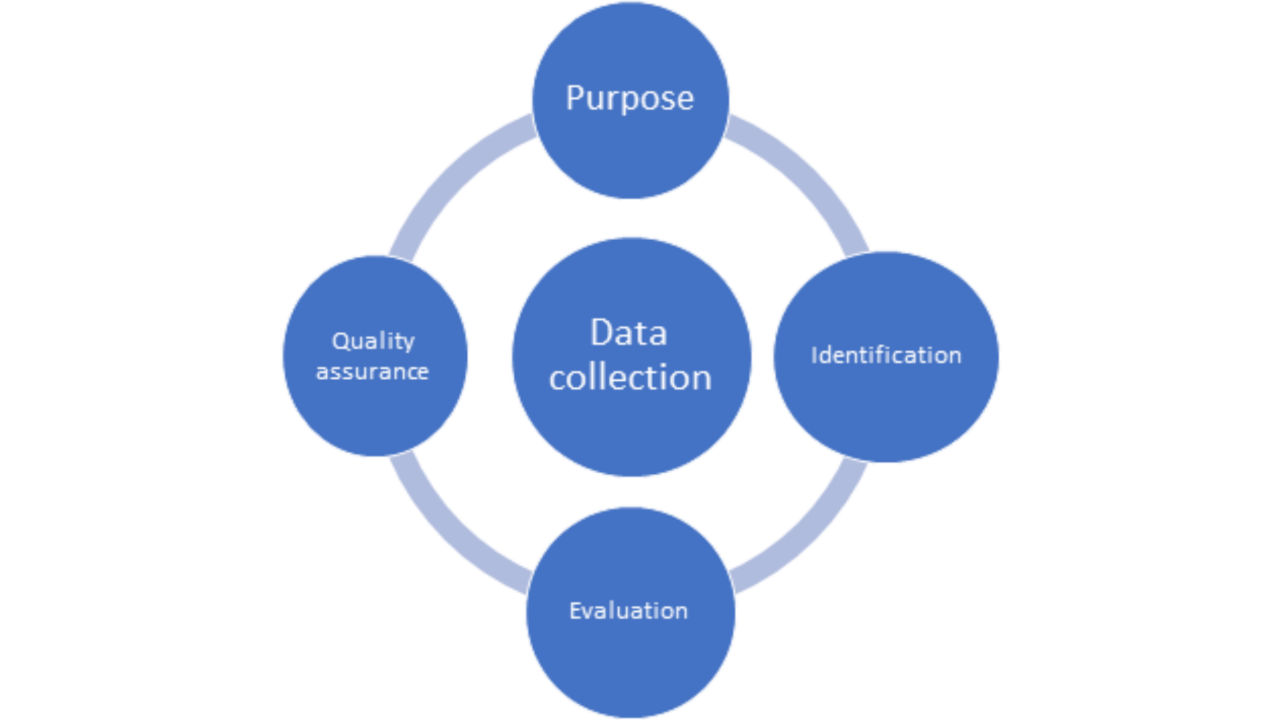 Purpose
Quality
assurance
Data
collection
Identification
Evaluation